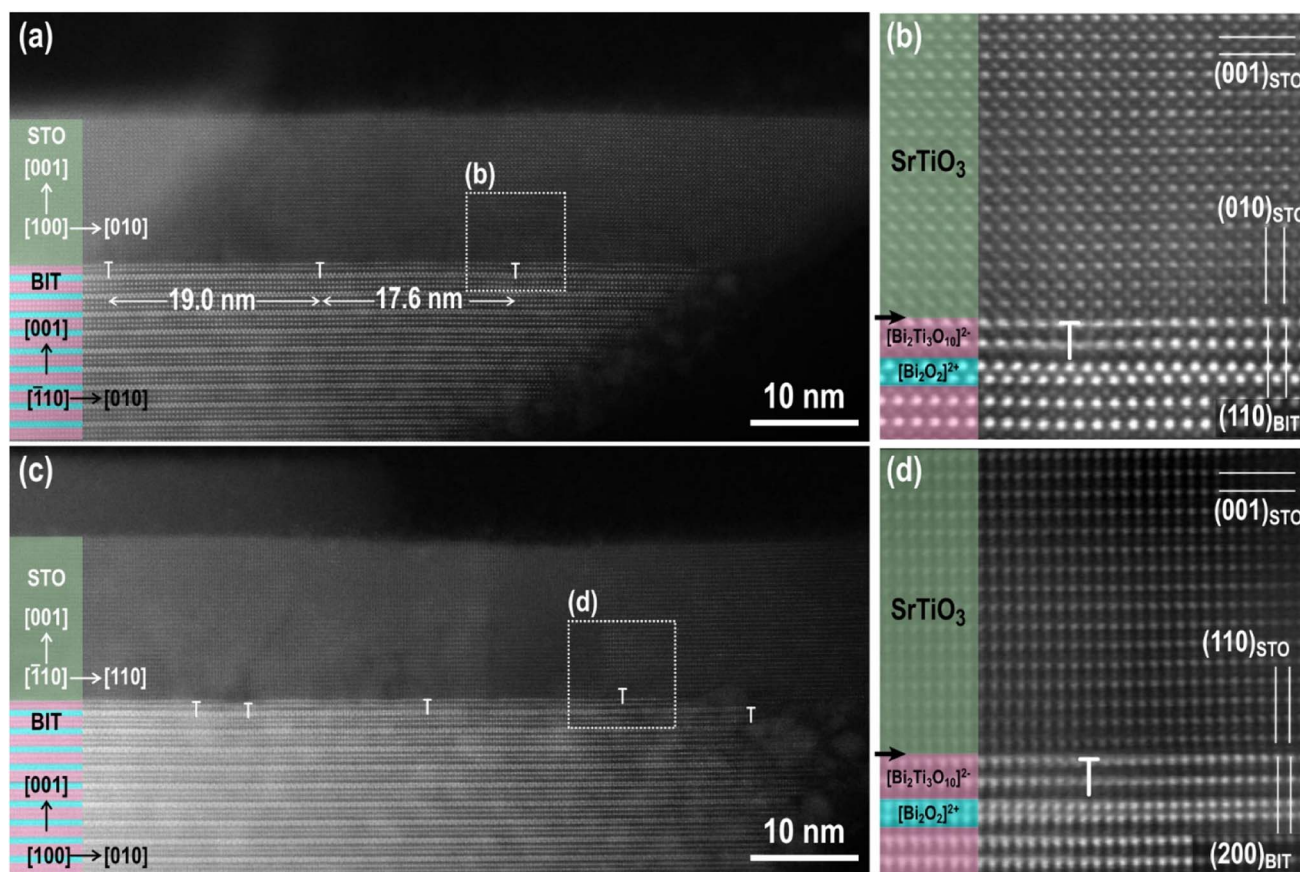 (a)
STO
[001]
[100]
[010]
(b)
T
T
T
19.0 nm
17.6 nm
BIT
[001]
[1̅10]
[010]
10 nm
(b)
(001)STO
SrTiO3
(010)STO
[Bi2Ti3O10]2-
T
[Bi2O2]2+
(110)BIT
(c)
STO
[001]
[1̅10]
[110]
(d)
T
T
T
T
T
BIT
[001]
[100]
[010]
10 nm
(d)
(001)STO
SrTiO3
(110)STO
[Bi2Ti3O10]2-
T
[Bi2O2]2+
(200)BIT